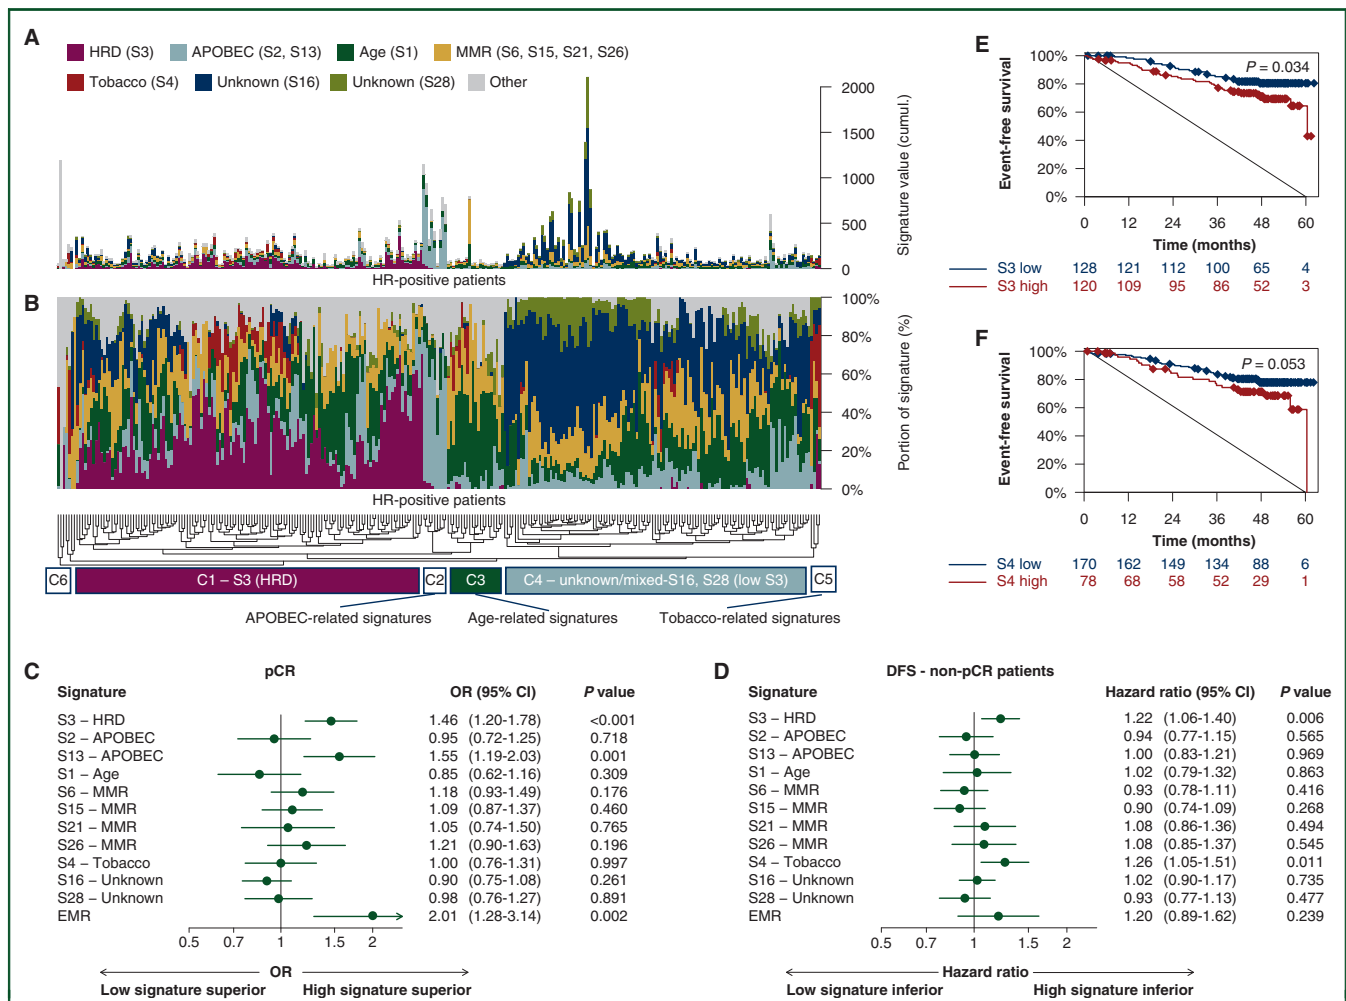 A
HRD (S3) APOBEC (S2, S13) Age (S1) MMR (S6, S15, S21, S26)
Tobacco (S4) Unknown (S16) Unknown (S28) Other
2000
1500
1000
500
0
Signature value (cumul.)
HR-positive patients
B
100%
80%
60%
40%
20%
0%
Portion of signature (%)
HR-positive patients
C6 C1 – S3 (HRD) C2 C3 C4 – unknown/mixed-S16, S28 (low S3) C5
APOBEC-related signatures Age-related signatures Tobacco-related signatures
E
Event-free survival
100%
80%
60%
40%
20%
0%
P = 0.034
0 12 24 36 48 60
Time (months)
S3 low 128 121 112 100 65 4
S3 high 120 109 95 86 52 3
F
Event-free survival
100%
80%
60%
40%
20%
0%
P = 0.053
0 12 24 36 48 60
Time (months)
S4 low 170 162 149 134 88 6
S4 high 78 68 58 52 29 1
C
pCR
Signature OR (95% CI) P value
S3 – HRD 1.46 (1.20-1.78) <0.001
S2 – APOBEC 0.95 (0.72-1.25) 0.718
S13 – APOBEC 1.55 (1.19-2.03) 0.001
S1 – Age 0.85 (0.62-1.16) 0.309
S6 – MMR 1.18 (0.93-1.49) 0.176
S15 – MMR 1.09 (0.87-1.37) 0.460
S21 – MMR 1.05 (0.74-1.50) 0.765
S26 – MMR 1.21 (0.90-1.63) 0.196
S4 – Tobacco 1.00 (0.76-1.31) 0.997
S16 – Unknown 0.90 (0.75-1.08) 0.261
S28 – Unknown 0.98 (0.76-1.27) 0.891
EMR 2.01 (1.28-3.14) 0.002
0.5 0.7 1 1.5 2
OR
Low signature superior High signature superior
D
DFS - non-pCR patients
Signature Hazard ratio (95% CI) P value
S3 – HRD 1.22 (1.06-1.40) 0.006
S2 – APOBEC 0.94 (0.77-1.15) 0.565
S13 – APOBEC 1.00 (0.83-1.21) 0.969
S1 – Age 1.02 (0.79-1.32) 0.863
S6 – MMR 0.93 (0.78-1.11) 0.416
S15 – MMR 0.90 (0.74-1.09) 0.268
S21 – MMR 1.08 (0.86-1.36) 0.494
S26 – MMR 1.08 (0.85-1.37) 0.545
S4 – Tobacco 1.26 (1.05-1.51) 0.011
S16 – Unknown 1.02 (0.90-1.17) 0.735
S28 – Unknown 0.93 (0.77-1.13) 0.477
EMR 1.20 (0.89-1.62) 0.239
0.5 0.7 1 1.5 2
Hazard ratio
Low signature inferior High signature inferior